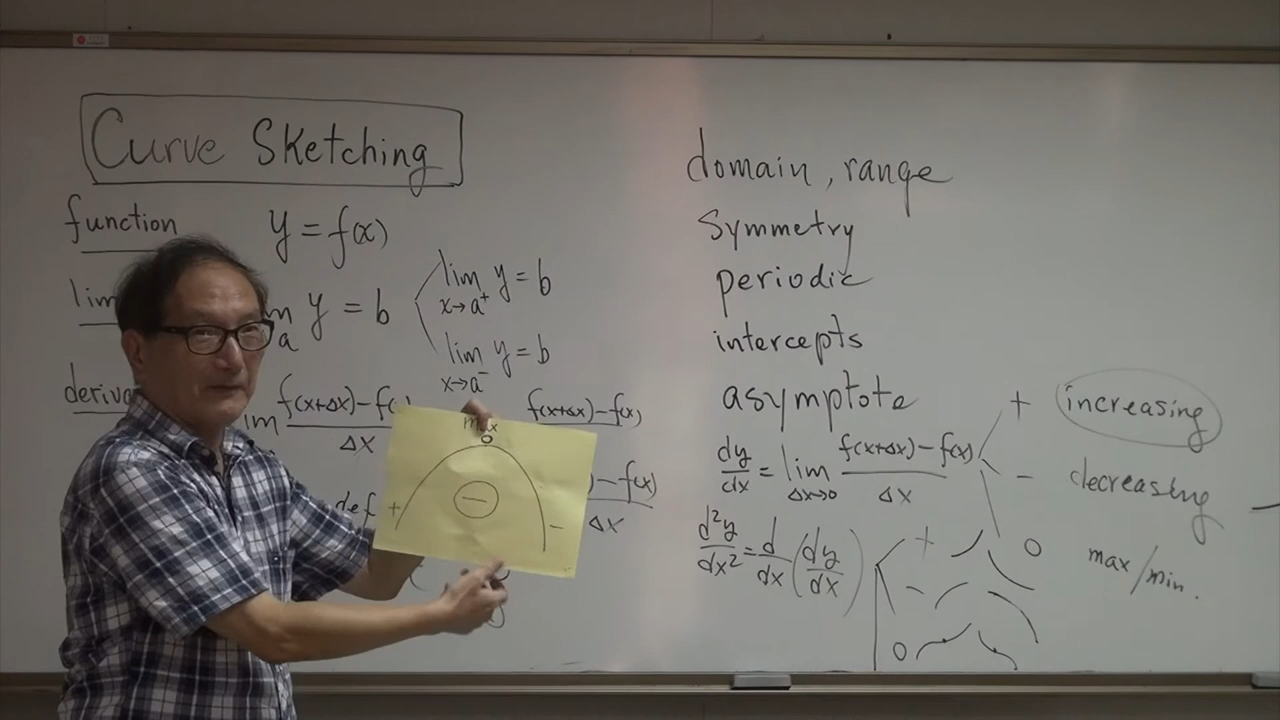 Curve Sketching
function y = f(x)
lim y = b
a
lim y = b
x→a⁺
lim y = b
x→a⁻
f(x+Δx)-f(
lim
Δx
f(x+Δx)-f(x)
def
)-f(x)
Δx
max
+
−
−
domain, range
Symmetry
periodic
intercepts
asymptote
dy/dx = lim Δx→0 f(x+Δx)-f(x)/Δx
+ increasing
- decreasing
0 max/min.
d²y/dx² = d/dx (dy/dx)
+
-
0